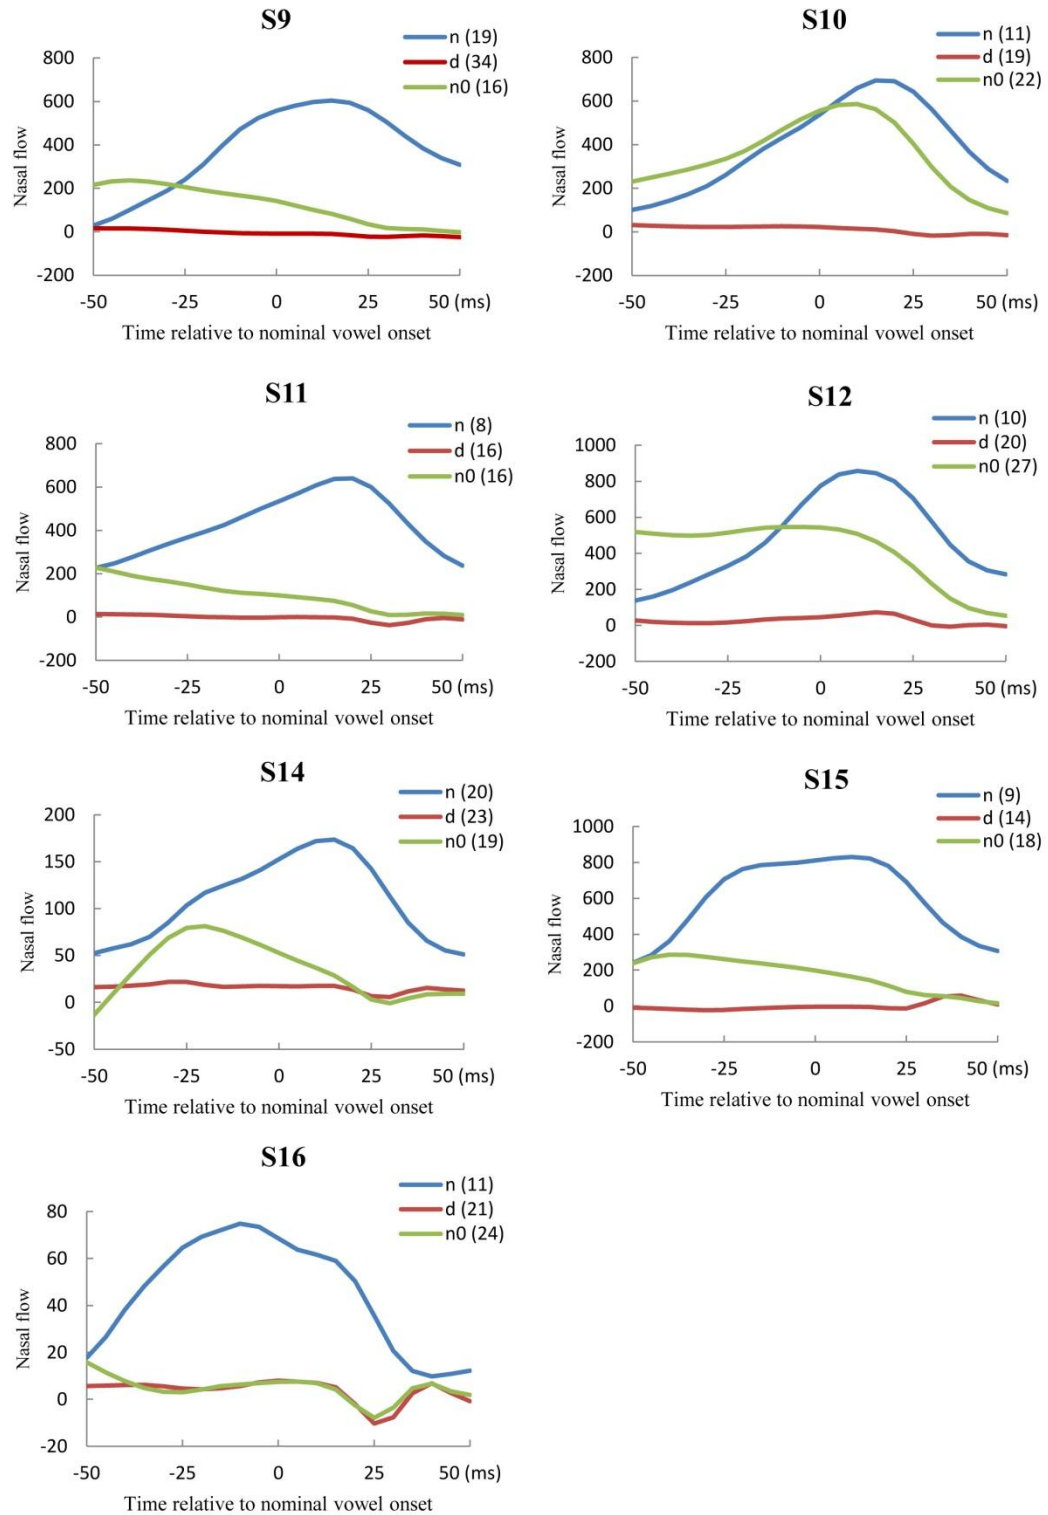 S9
n (19)
d (34)
n0 (16)
Nasal flow
800
600
400
200
0
-200
-50 -25 0 25 50 (ms)
Time relative to nominal vowel onset
S10
n (11)
d (19)
n0 (22)
Nasal flow
800
600
400
200
0
-200
-50 -25 0 25 50 (ms)
Time relative to nominal vowel onset
S11
n (8)
d (16)
n0 (16)
Nasal flow
800
600
400
200
0
-200
-50 -25 0 25 50 (ms)
Time relative to nominal vowel onset
S12
n (10)
d (20)
n0 (27)
Nasal flow
1000
800
600
400
200
0
-200
-50 -25 0 25 50 (ms)
Time relative to nominal vowel onset
S14
n (20)
d (23)
n0 (19)
Nasal flow
200
150
100
50
0
-50
-50 -25 0 25 50 (ms)
Time relative to nominal vowel onset
S15
n (9)
d (14)
n0 (18)
Nasal flow
1000
800
600
400
200
0
-200
-50 -25 0 25 50 (ms)
Time relative to nominal vowel onset
S16
n (11)
d (21)
n0 (24)
Nasal flow
80
60
40
20
0
-20
-50 -25 0 25 50 (ms)
Time relative to nominal vowel onset